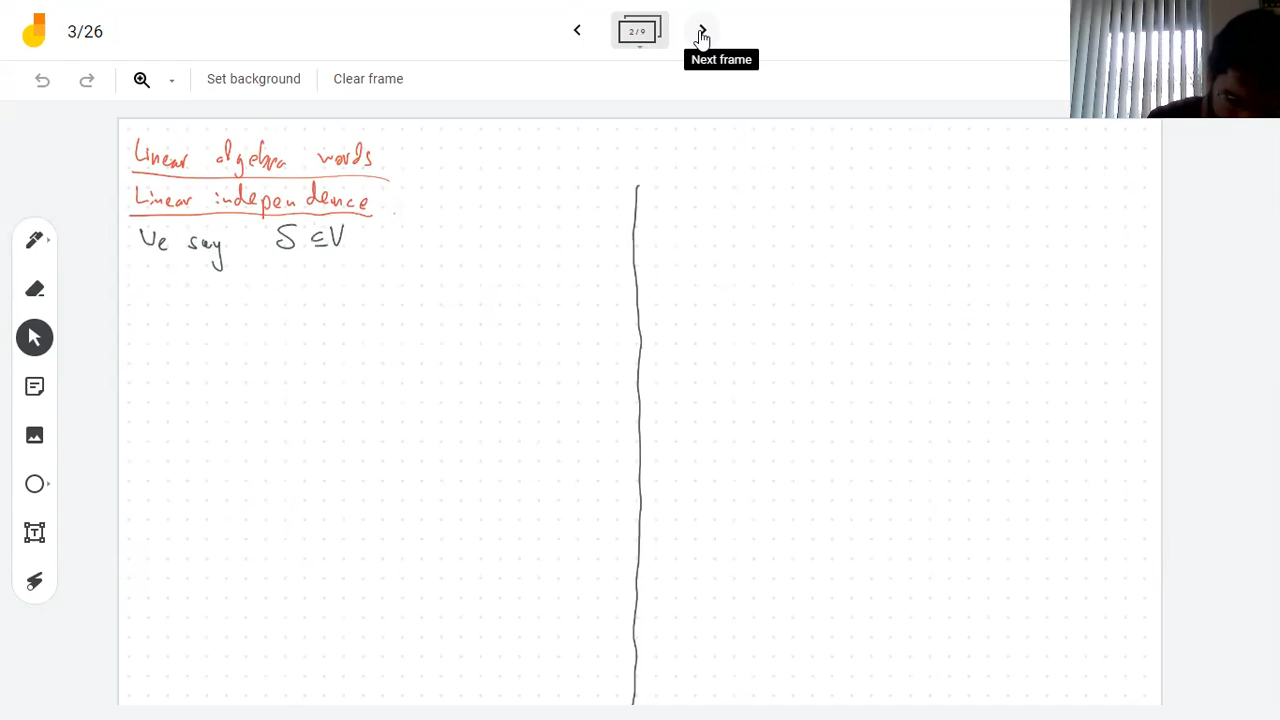 3/26
2 / 9
Next frame
Set background
Clear frame
Linear algebra words
Linear independence
We say S ⊆ V